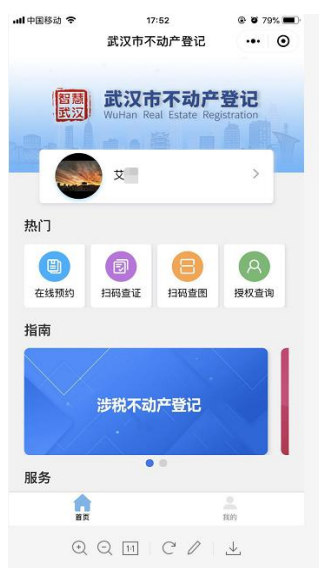 中国移动 17:52 79%
武汉市不动产登记
智慧武汉 武汉市不动产登记
WuHan Real Estate Registration
艾
热门
在线预约 扫码查证 扫码查图 授权查询
指南
涉税不动产登记
服务
首页 我的
1:1